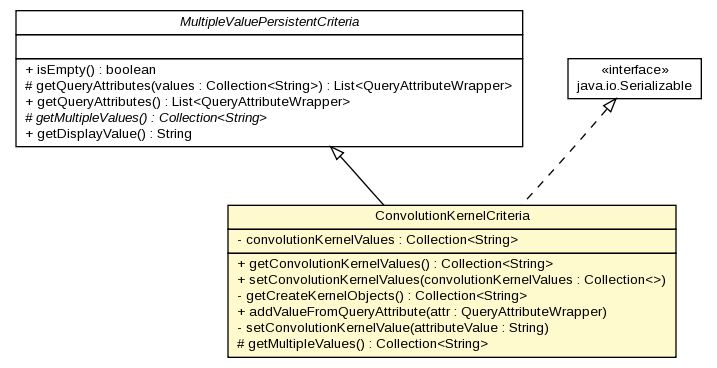 MultipleValuePersistentCriteria
+ isEmpty() : boolean
# getQueryAttributes(values : Collection<String>) : List<QueryAttributeWrapper>
+ getQueryAttributes() : List<QueryAttributeWrapper>
# getMultipleValues() : Collection<String>
+ getDisplayValue() : String
«interface»
java.io.Serializable
ConvolutionKernelCriteria
- convolutionKernelValues : Collection<String>
+ getConvolutionKernelValues() : Collection<String>
+ setConvolutionKernelValues(convolutionKernelValues : Collection<>)
- getCreateKernelObjects() : Collection<String>
+ addValueFromQueryAttribute(attr : QueryAttributeWrapper)
- setConvolutionKernelValue(attributeValue : String)
# getMultipleValues() : Collection<String>